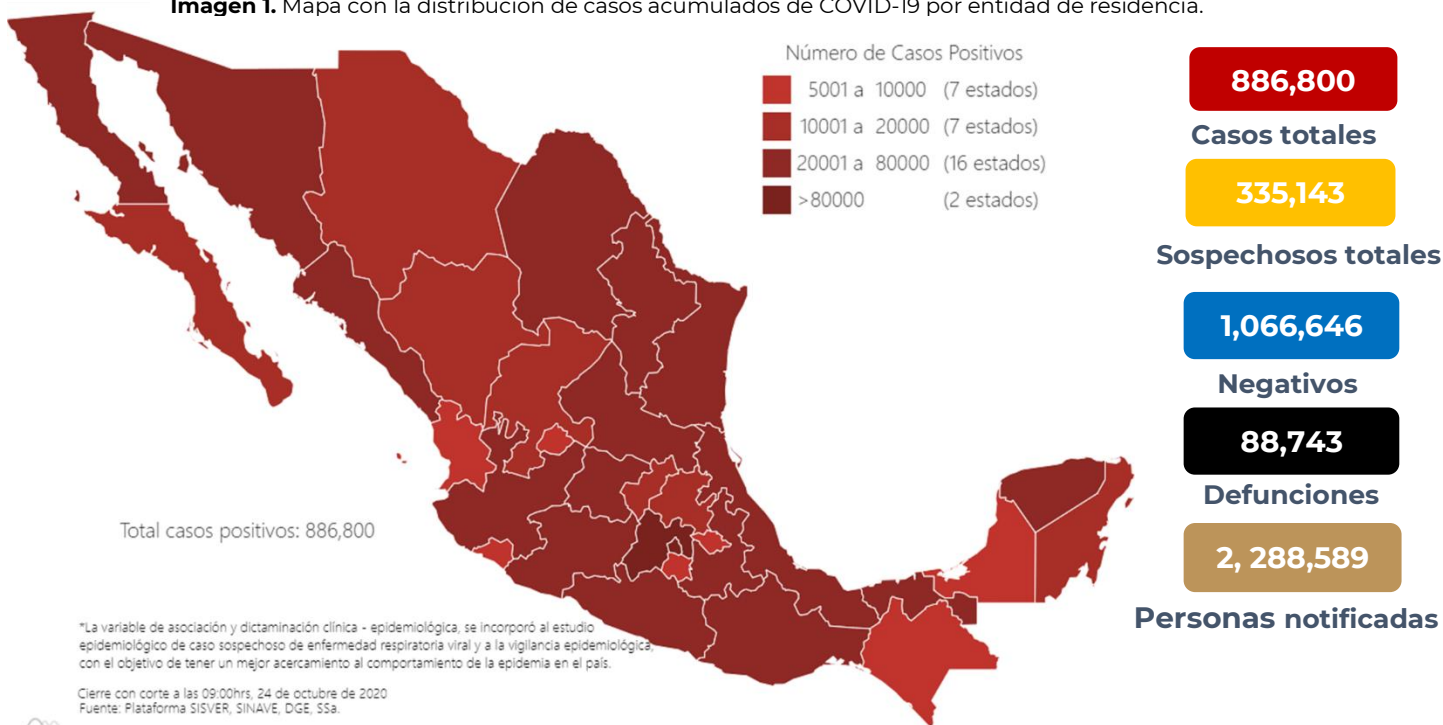 Imagen 1. Mapa con la distribución de casos acumulados de COVID-19 por entidad de residencia.
Número de Casos Positivos
5001 a 10000 (7 estados)
10001 a 20000 (7 estados)
20001 a 80000 (16 estados)
>80000 (2 estados)
886,800
Casos totales
335,143
Sospechosos totales
1,066,646
Negativos
88,743
Defunciones
2, 288,589
Personas notificadas
Total casos positivos: 886,800
*La variable de asociación y dictaminación clínica - epidemiológica, se incorporó al estudio
epidemiológico de caso sospechoso de enfermedad respiratoria viral y a la vigilancia epidemiológica,
con el objetivo de tener un mejor acercamiento al comportamiento de la epidemia en el país.
Cierre con corte a las 09:00hrs, 24 de octubre de 2020
Fuente: Plataforma SISVER, SINAVE, DGE, SSa.